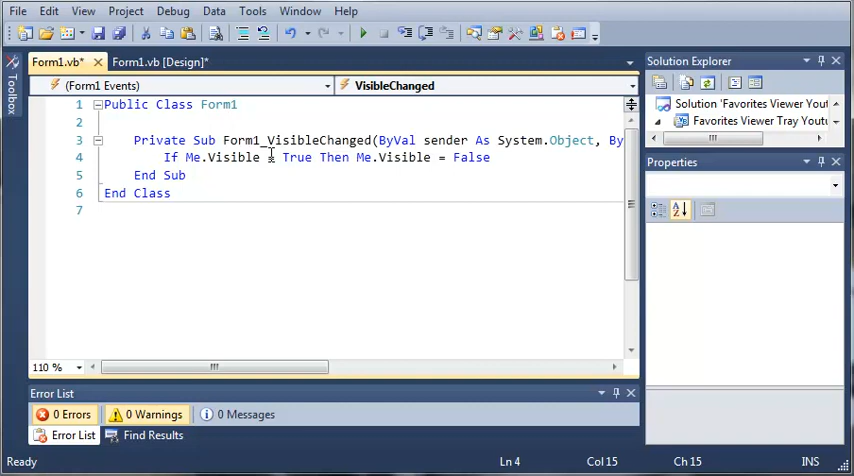 File Edit View Project Debug Data Tools Window Help
Form1.vb* Form1.vb [Design]*
Toolbox
(Form1 Events) VisibleChanged
1 Public Class Form1
2
3 Private Sub Form1_VisibleChanged(ByVal sender As System.Object, By
4 If Me.Visible = True Then Me.Visible = False
5 End Sub
6 End Class
7
110 %
Solution Explorer
Solution 'Favorites Viewer Yout
Favorites Viewer Tray Youtu
Properties
Error List
0 Errors 0 Warnings 0 Messages
Error List Find Results
Ready Ln 4 Col 15 Ch 15 INS